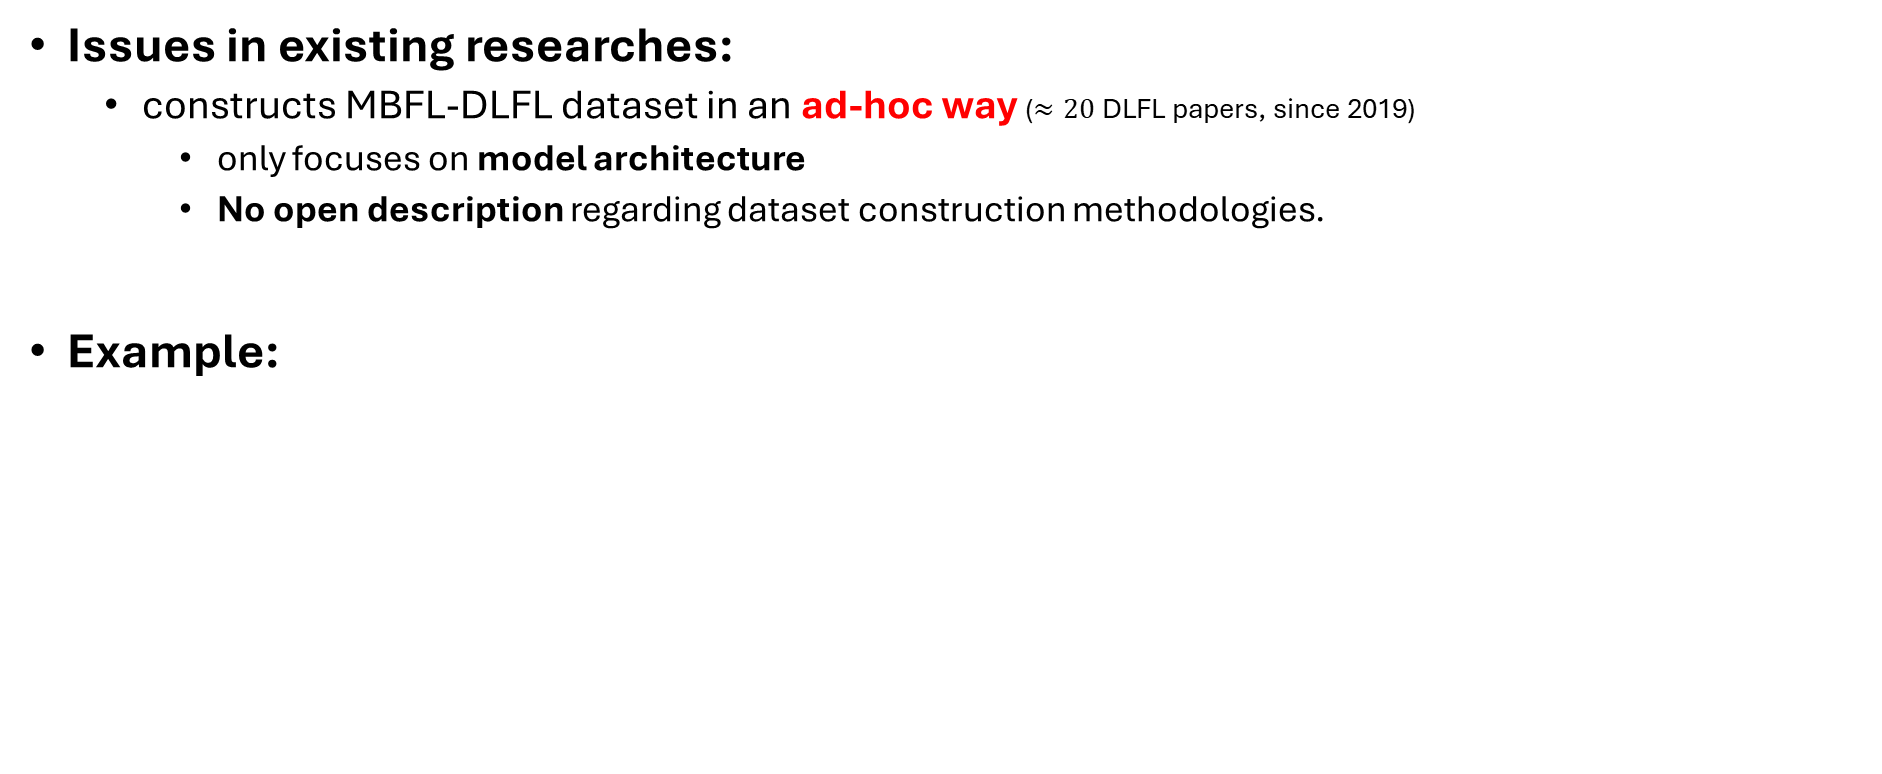 • Issues in existing researches:
• constructs MBFL-DLFL dataset in an ad-hoc way (≈ 20 DLFL papers, since 2019)
• only focuses on model architecture
• No open description regarding dataset construction methodologies.
• Example: